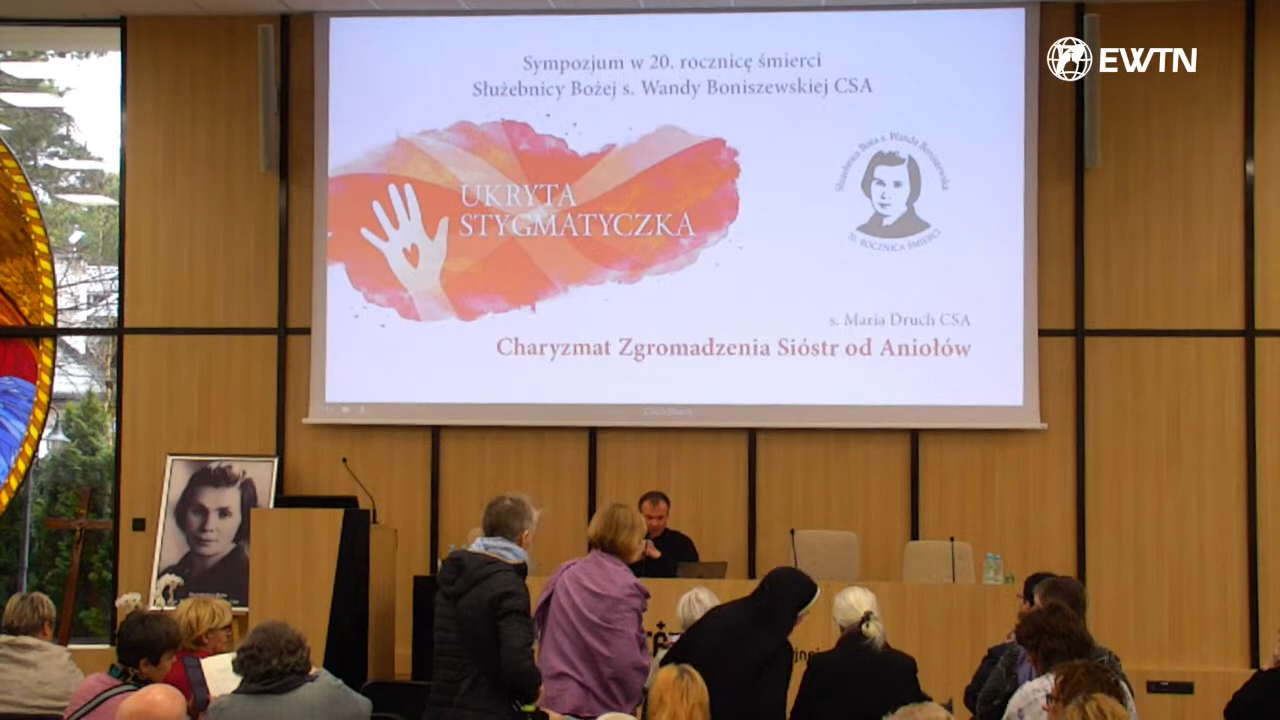 EWTN
Sympozjum w 20. rocznicę śmierci
Służebnicy Bożej s. Wandy Boniszewskiej CSA
UKRYTA
STYGMATYCZKA
Służebnica Boża s. Wanda Boniszewska
20. ROCZNICA ŚMIERCI
s. Maria Druch CSA
Charyzmat Zgromadzenia Sióstr od Aniołów